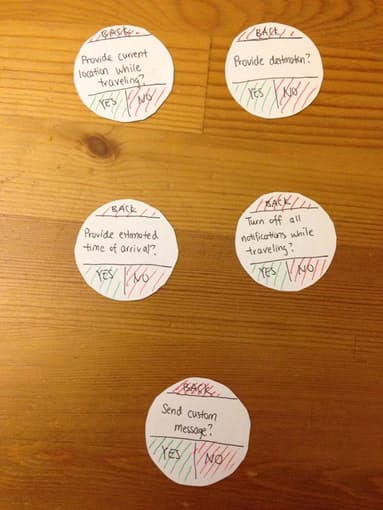 BACK
Provide current
location while
traveling?
YES NO
BACK
Provide destination?
YES NO
BACK
Provide estimated
time of arrival?
YES NO
BACK
Turn off all
notifications while
traveling?
YES NO
BACK
Send custom
message?
YES NO